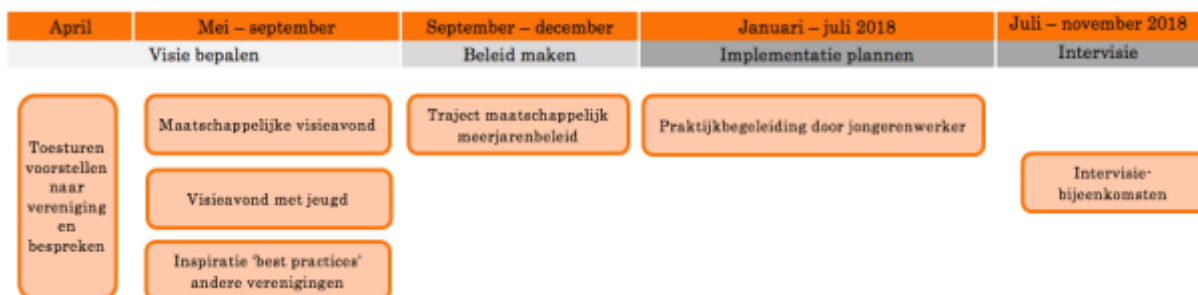 April
Mei – september
September – december
Januari – juli 2018
Juli – november 2018
Visie bepalen
Beleid maken
Implementatie plannen
Intervisie
Toesturen
voorstellen
naar
vereniging
en
bespreken
Maatschappelijke visieavond
Visieavond met jeugd
Inspiratie 'best practices'
andere verenigingen
Traject maatschappelijk
meerjarenbeleid
Praktijkbegeleiding door jongerenwerker
Intervisie-
bijeenkomsten